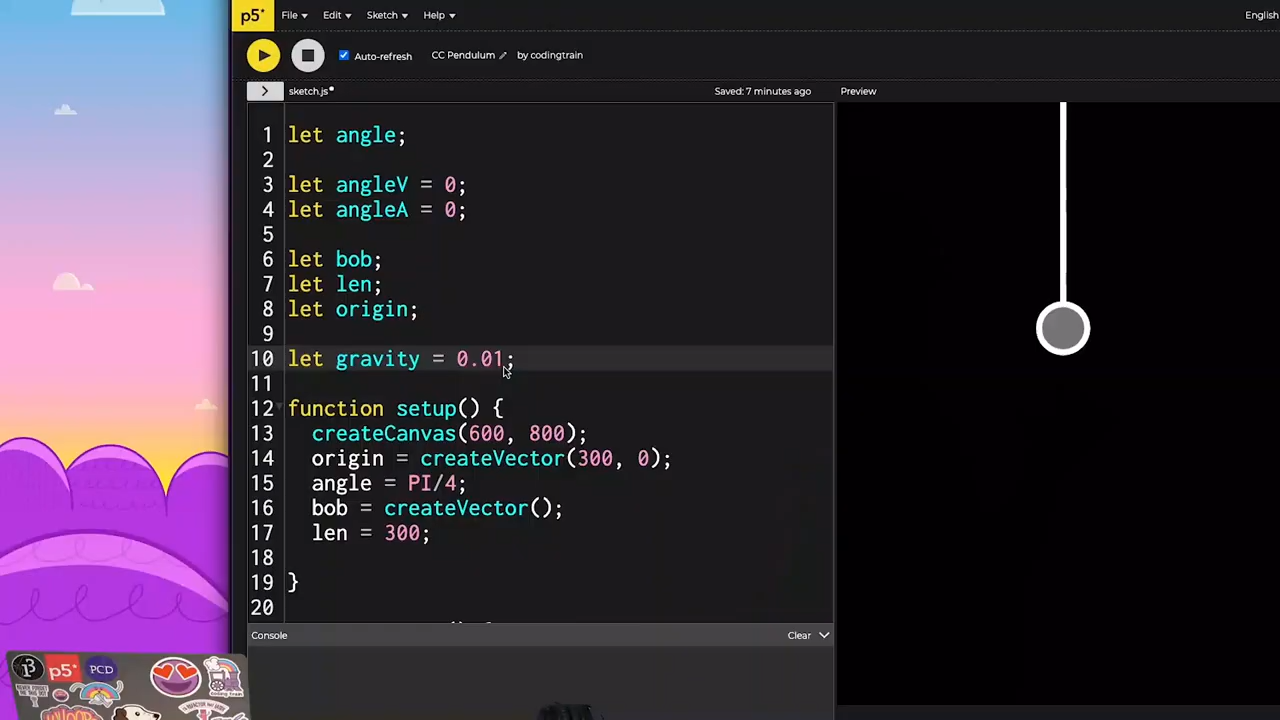 p5* File Edit Sketch Help English
Auto-refresh CC Pendulum by codingtrain
> sketch.js Saved: 7 minutes ago Preview
1 let angle;
2
3 let angleV = 0;
4 let angleA = 0;
5
6 let bob;
7 let len;
8 let origin;
9
10 let gravity = 0.01;
11
12 function setup() {
13 createCanvas(600, 800);
14 origin = createVector(300, 0);
15 angle = PI/4;
16 bob = createVector();
17 len = 300;
18
19 }
20
Console Clear
p5* PCD